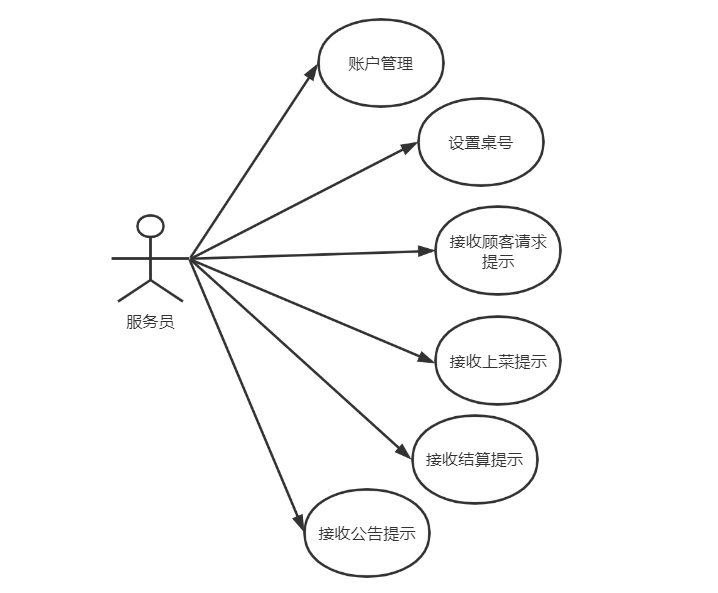 账户管理
设置桌号
接收顾客请求
提示
服务员
接收上菜提示
接收结算提示
接收公告提示